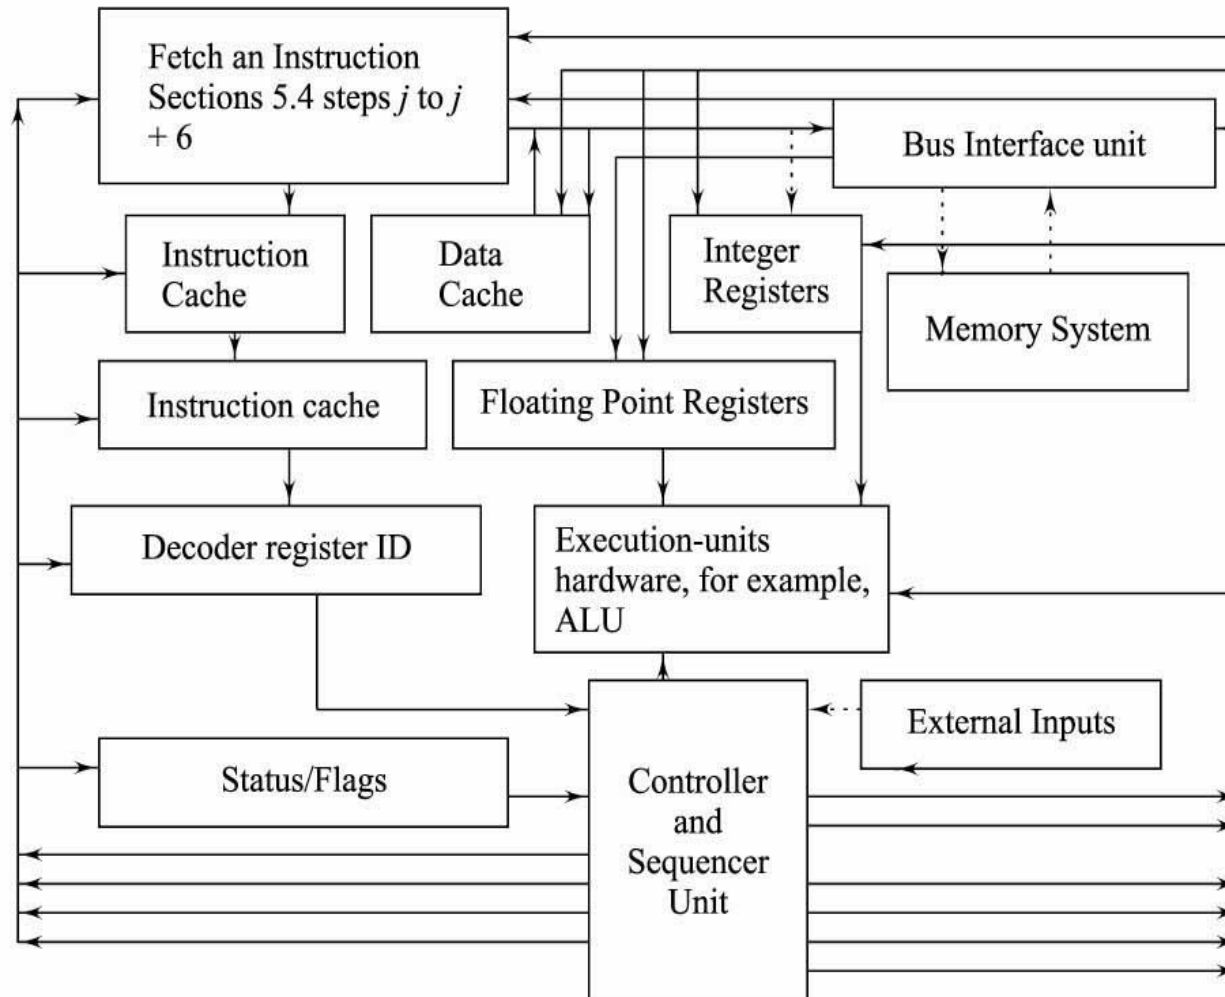 Fetch an Instruction
Sections 5.4 steps j to j
+ 6
Bus Interface unit
Instruction
Cache
Data
Cache
Integer
Registers
Memory System
Instruction cache
Floating Point Registers
Decoder register ID
Execution-units
hardware, for example,
ALU
External Inputs
Status/Flags
Controller
and
Sequencer
Unit